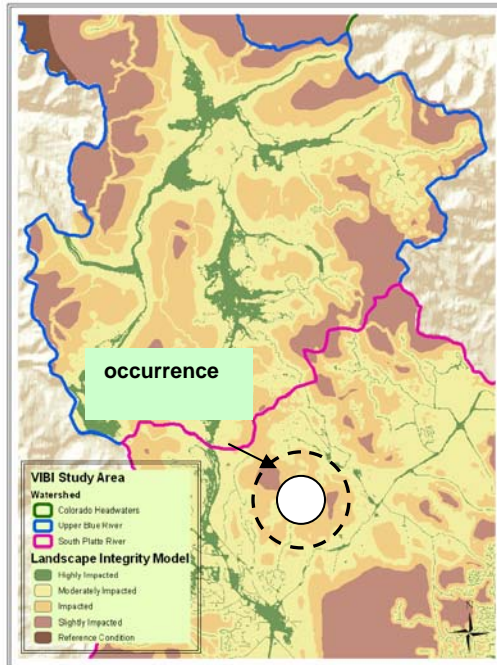 occurrence
VIBI Study Area
Watershed
Colorado Headwaters
Upper Blue River
South Platte River
Landscape Integrity Model
Highly Impacted
Moderately Impacted
Impacted
Slightly Impacted
Reference Condition